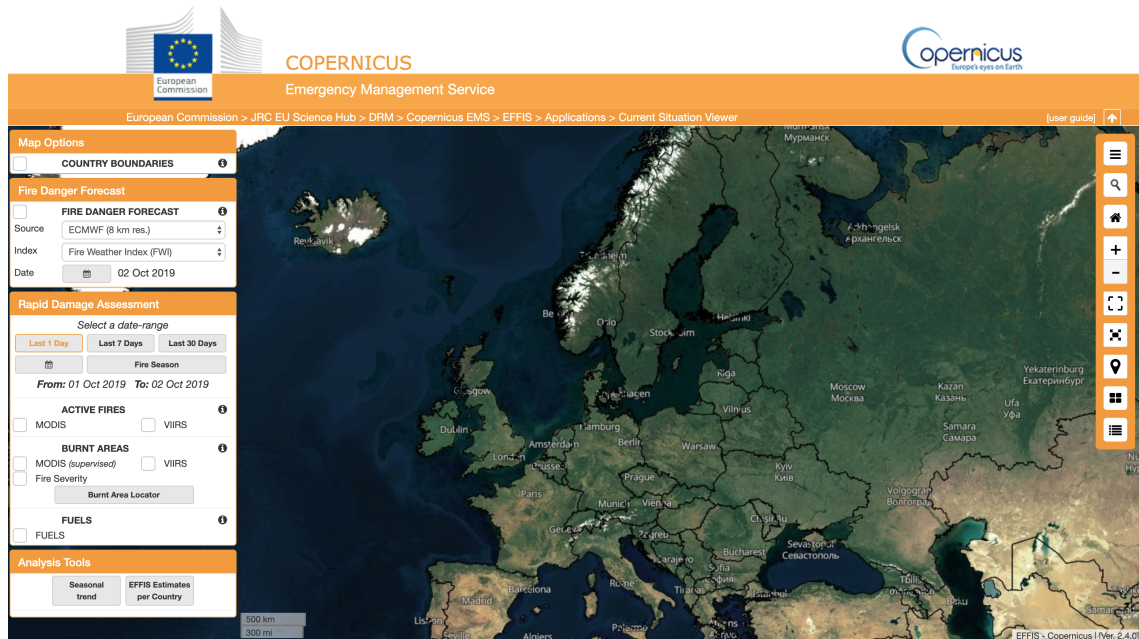 European
Commission
COPERNICUS
Emergency Management Service
opernicus
Europe's eyes on Earth
European Commission > JRC EU Science Hub > DRM > Copernicus EMS > EFFIS > Applications > Current Situation Viewer
[user guide]
Map Options
COUNTRY BOUNDARIES
Fire Danger Forecast
FIRE DANGER FORECAST
Source
ECMWF (8 km res.)
Index
Fire Weather Index (FWI)
Date
02 Oct 2019
Rapid Damage Assessment
Select a date-range
Last 1 Day
Last 7 Days
Last 30 Days
Fire Season
From: 01 Oct 2019 To: 02 Oct 2019
ACTIVE FIRES
MODIS
VIIRS
BURNT AREAS
MODIS (supervised)
VIIRS
Fire Severity
Burnt Area Locator
FUELS
FUELS
Analysis Tools
Seasonal
trend
EFFIS Estimates
per Country
Мурманск
Архангельск
Oslo
Helsinki
Riga
Vilnius
Moscow
Москва
Kazan
Казань
Yekaterinburg
Екатеринбург
Ufa
Уфа
Samara
Самара
Dublin
Hamburg
Amsterdam
Berlin
Warsaw
London
Prague
Kyiv
Київ
Paris
Munich
Vienna
Volgograd
Волгоград
Sevastopol
Севастополь
Bucharest
Sofia
Barcelona
Rome
Madrid
Baku
Lisbon
Seville
Algiers
Palermo
500 km
300 mi
EFFIS - Copernicus | (Ver. 2.4